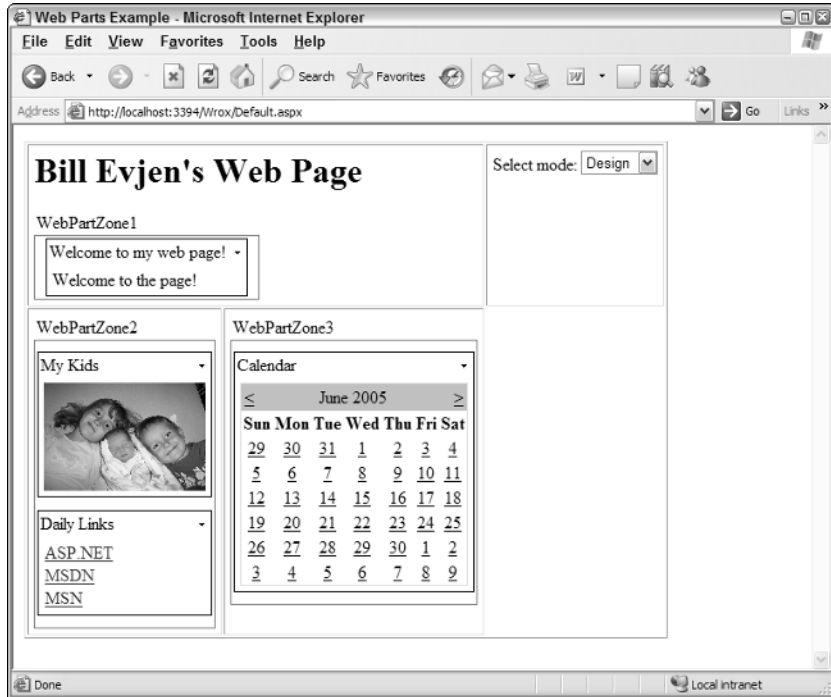 Web Parts Example - Microsoft Internet Explorer
File Edit View Favorites Tools Help
Back Search Favorites
Address http://localhost:3394/Wrox/Default.aspx Go Links »
Bill Evjen's Web Page
Select mode: Design
WebPartZone1
Welcome to my web page!
Welcome to the page!
WebPartZone2
My Kids
Daily Links
ASP.NET
MSDN
MSN
WebPartZone3
Calendar
< June 2005 >
Sun Mon Tue Wed Thu Fri Sat
29 30 31 1 2 3 4
5 6 7 8 9 10 11
12 13 14 15 16 17 18
19 20 21 22 23 24 25
26 27 28 29 30 1 2
3 4 5 6 7 8 9
Done Local intranet